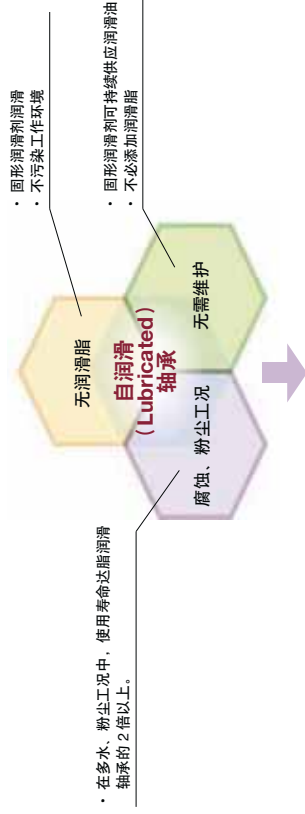 · 固形润滑剂润滑
· 不污染工作环境
无润滑脂
自润滑
（Lubricated）
轴承
· 固形润滑剂可持续供应润滑油
· 不必添加润滑脂
无需维护
腐蚀、粉尘工况
· 在多水、粉尘工况中，使用寿命达脂润滑
轴承的 2 倍以上。